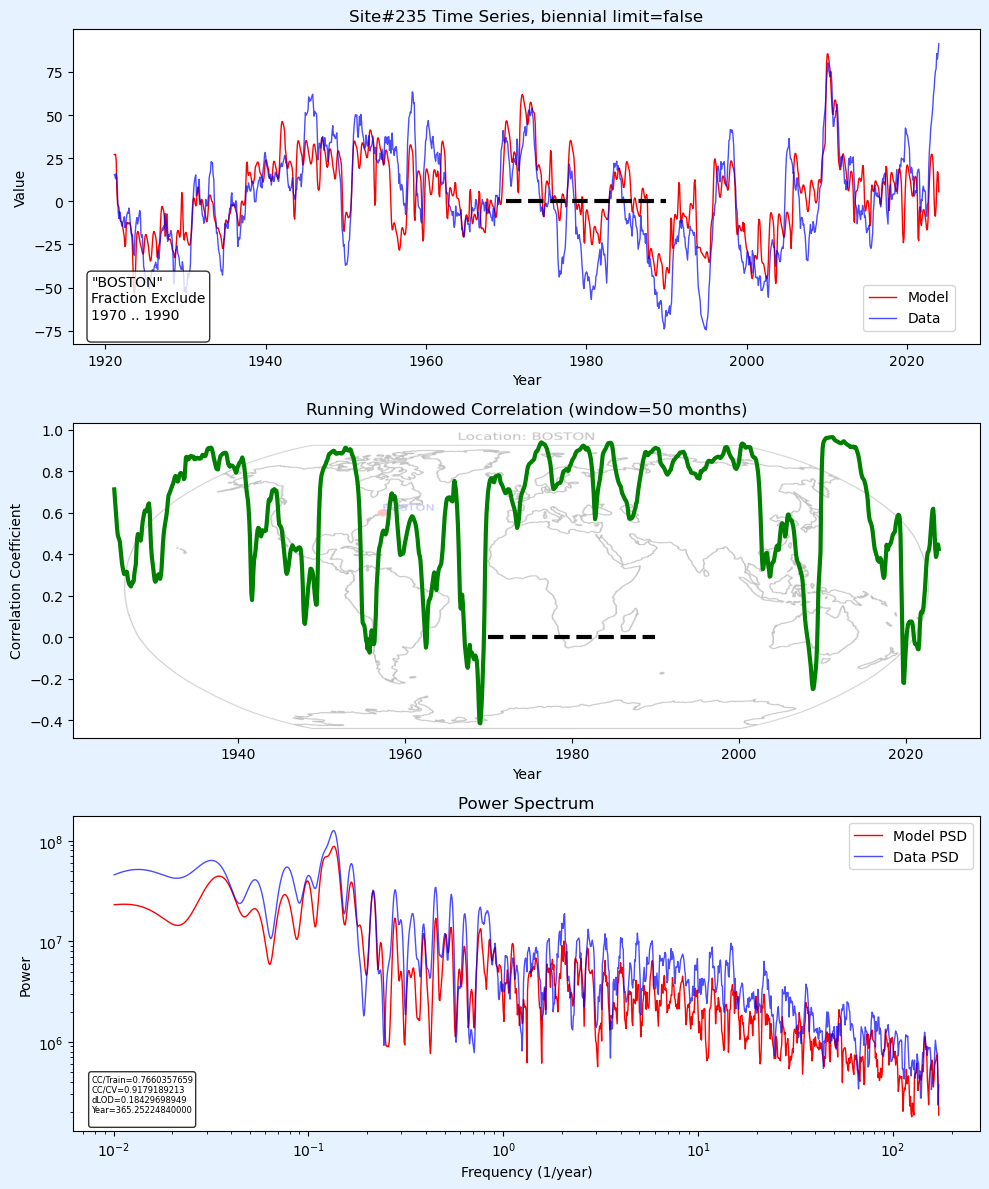 Site#235 Time Series, biennial limit=false
Value
75
50
25
0
−25
−50
−75
"BOSTON"
Fraction Exclude
1970 .. 1990
Model
Data
1920
1940
1960
1980
2000
2020
Year
Running Windowed Correlation (window=50 months)
Location: BOSTON
BOSTON
Correlation Coefficient
1.0
0.8
0.6
0.4
0.2
0.0
−0.2
−0.4
1940
1960
1980
2000
2020
Year
Power Spectrum
Model PSD
Data PSD
Power
10⁸
10⁷
10⁶
CC/Train=0.7660357659
CC/CV=0.9179189213
dLOD=0.18429698949
Year=365.25224840000
10⁻²
10⁻¹
10⁰
10¹
10²
Frequency (1/year)